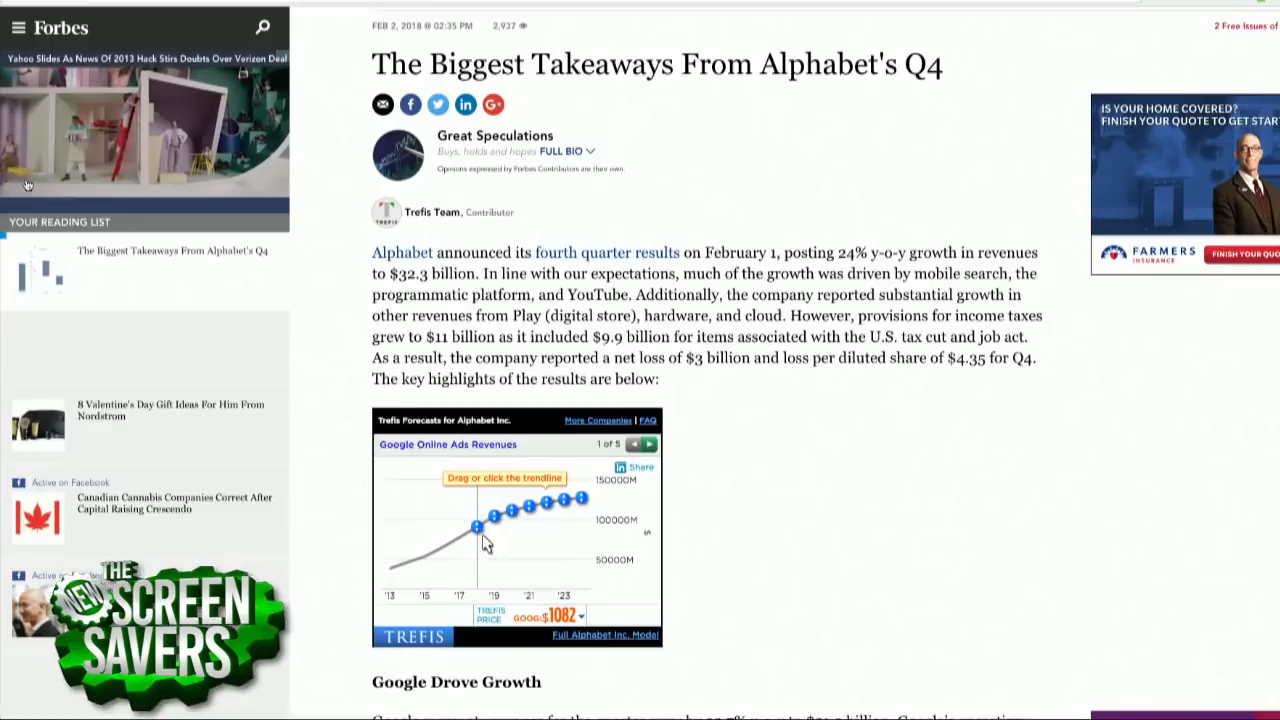 Forbes
Yahoo Slides As News Of 2013 Hack Stirs Doubts Over Verizon Deal
YOUR READING LIST
The Biggest Takeaways From Alphabet's Q4
8 Valentine's Day Gift Ideas For Him From
Nordstrom
Active on Facebook
Canadian Cannabis Companies Correct After
Capital Raising Crescendo
Active
THE
NEW
SCREEN
SAVERS
FEB 2, 2018 @ 02:35 PM 2,937
The Biggest Takeaways From Alphabet's Q4
in
G+
Great Speculations
Buys, holds and hopes FULL BIO
Opinions expressed by Forbes Contributors are their own.
TREFIS
Trefis Team, Contributor
Alphabet announced its fourth quarter results on February 1, posting 24% y-o-y growth in revenues
to $32.3 billion. In line with our expectations, much of the growth was driven by mobile search, the
programmatic platform, and YouTube. Additionally, the company reported substantial growth in
other revenues from Play (digital store), hardware, and cloud. However, provisions for income taxes
grew to $11 billion as it included $9.9 billion for items associated with the U.S. tax cut and job act.
As a result, the company reported a net loss of $3 billion and loss per diluted share of $4.35 for Q4.
The key highlights of the results are below:
Trefis Forecasts for Alphabet Inc. More Companies | FAQ
Google Online Ads Revenues 1 of 5
in Share
Drag or click the trendline
150000M
100000M
$
50000M
'13 '15 '17 '19 '21 '23
TREFIS
PRICE GOOG:$1082
TREFIS Full Alphabet Inc. Model
Google Drove Growth
2 Free Issues of
IS YOUR HOME COVERED?
FINISH YOUR QUOTE TO GET STAR
FARMERS
INSURANCE
FINISH YOUR QUO